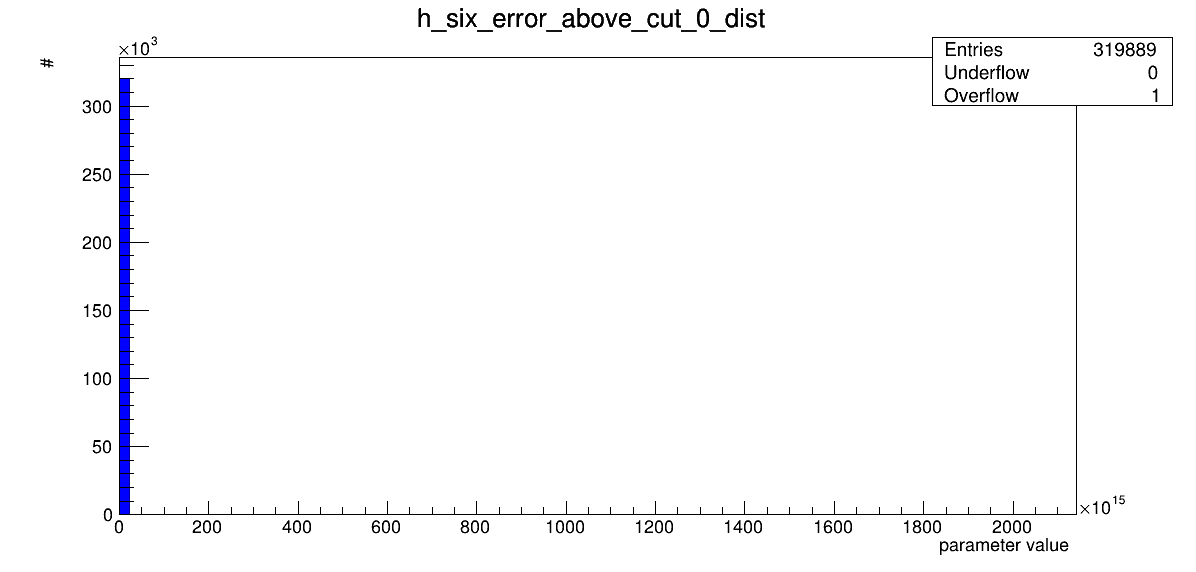 h_six_error_above_cut_0_dist
×10³
#
Entries 319889
Underflow 0
Overflow 1
300
250
200
150
100
50
0
0 200 400 600 800 1000 1200 1400 1600 1800 2000
×10¹⁵
parameter value